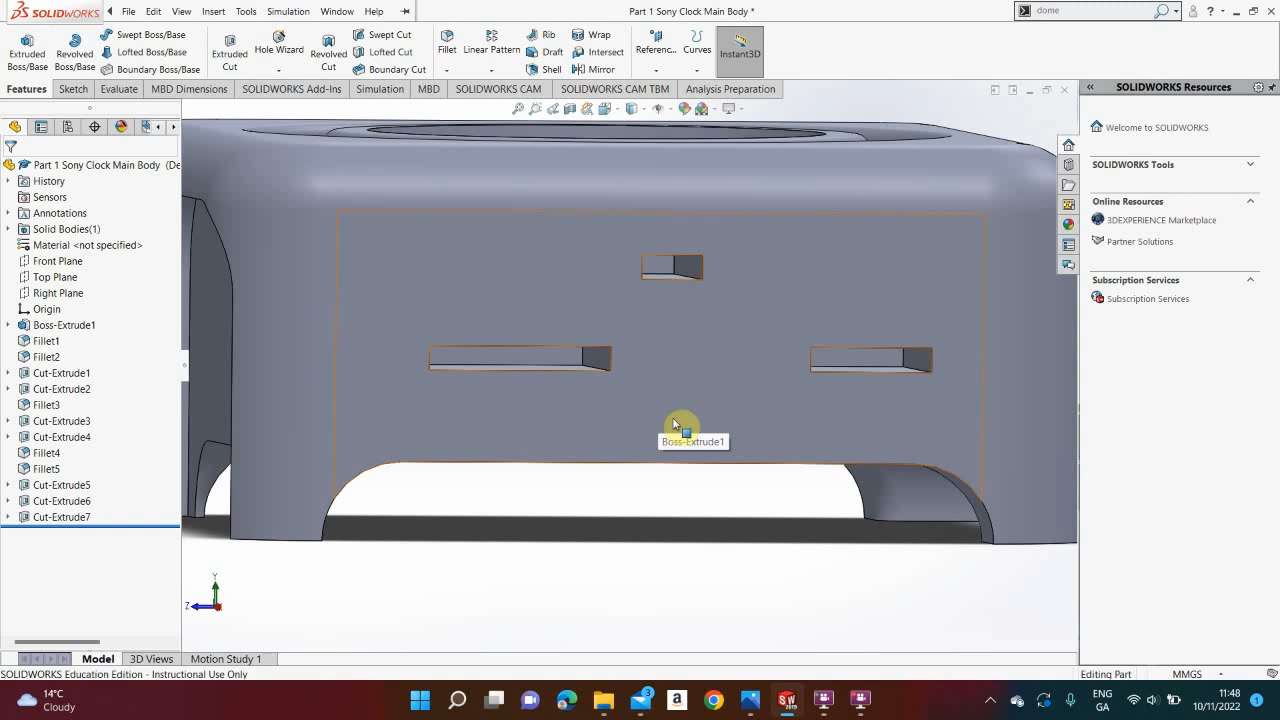 SOLIDWORKS
File Edit View Insert Tools Simulation Window Help
Part 1 Sony Clock Main Body *
dome
Extruded Boss/Base
Revolved Boss/Base
Swept Boss/Base
Lofted Boss/Base
Boundary Boss/Base
Extruded Cut
Hole Wizard
Revolved Cut
Swept Cut
Lofted Cut
Boundary Cut
Fillet
Linear Pattern
Rib
Draft
Shell
Wrap
Intersect
Mirror
Referenc...
Curves
Instant3D
Features Sketch Evaluate MBD Dimensions SOLIDWORKS Add-Ins Simulation MBD SOLIDWORKS CAM SOLIDWORKS CAM TBM Analysis Preparation
Part 1 Sony Clock Main Body (De
History
Sensors
Annotations
Solid Bodies(1)
Material <not specified>
Front Plane
Top Plane
Right Plane
Origin
Boss-Extrude1
Fillet1
Fillet2
Cut-Extrude1
Cut-Extrude2
Fillet3
Cut-Extrude3
Cut-Extrude4
Fillet4
Fillet5
Cut-Extrude5
Cut-Extrude6
Cut-Extrude7
Boss-Extrude1
Y
Z
SOLIDWORKS Resources
Welcome to SOLIDWORKS
SOLIDWORKS Tools
Online Resources
3DEXPERIENCE Marketplace
Partner Solutions
Subscription Services
Subscription Services
Model 3D Views Motion Study 1
SOLIDWORKS Education Edition - Instructional Use Only
Editing Part MMGS
14°C
Cloudy
3
SW
2019
ENG
GA
11:48
10/11/2022
1